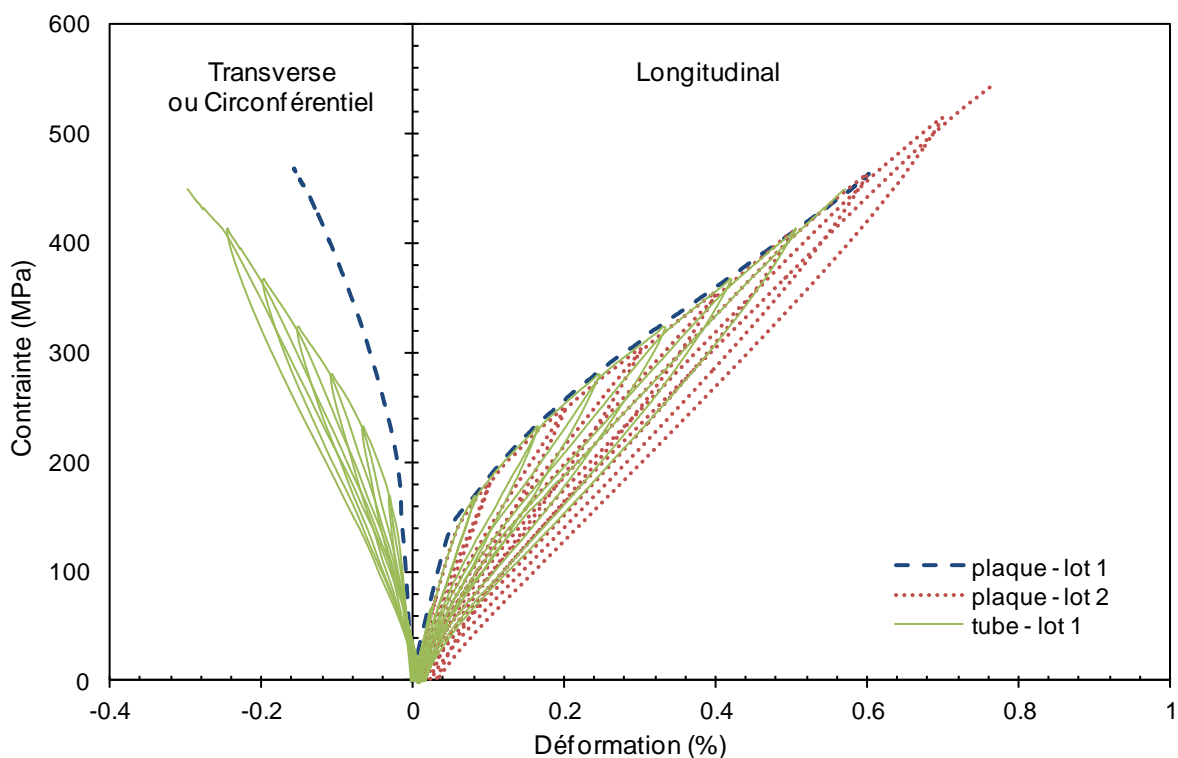 600
500
400
300
200
100
0
Contrainte (MPa)
Transverse
ou Circonférentiel
Longitudinal
plaque - lot 1
plaque - lot 2
tube - lot 1
-0.4
-0.2
0
0.2
0.4
0.6
0.8
1
Déformation (%)